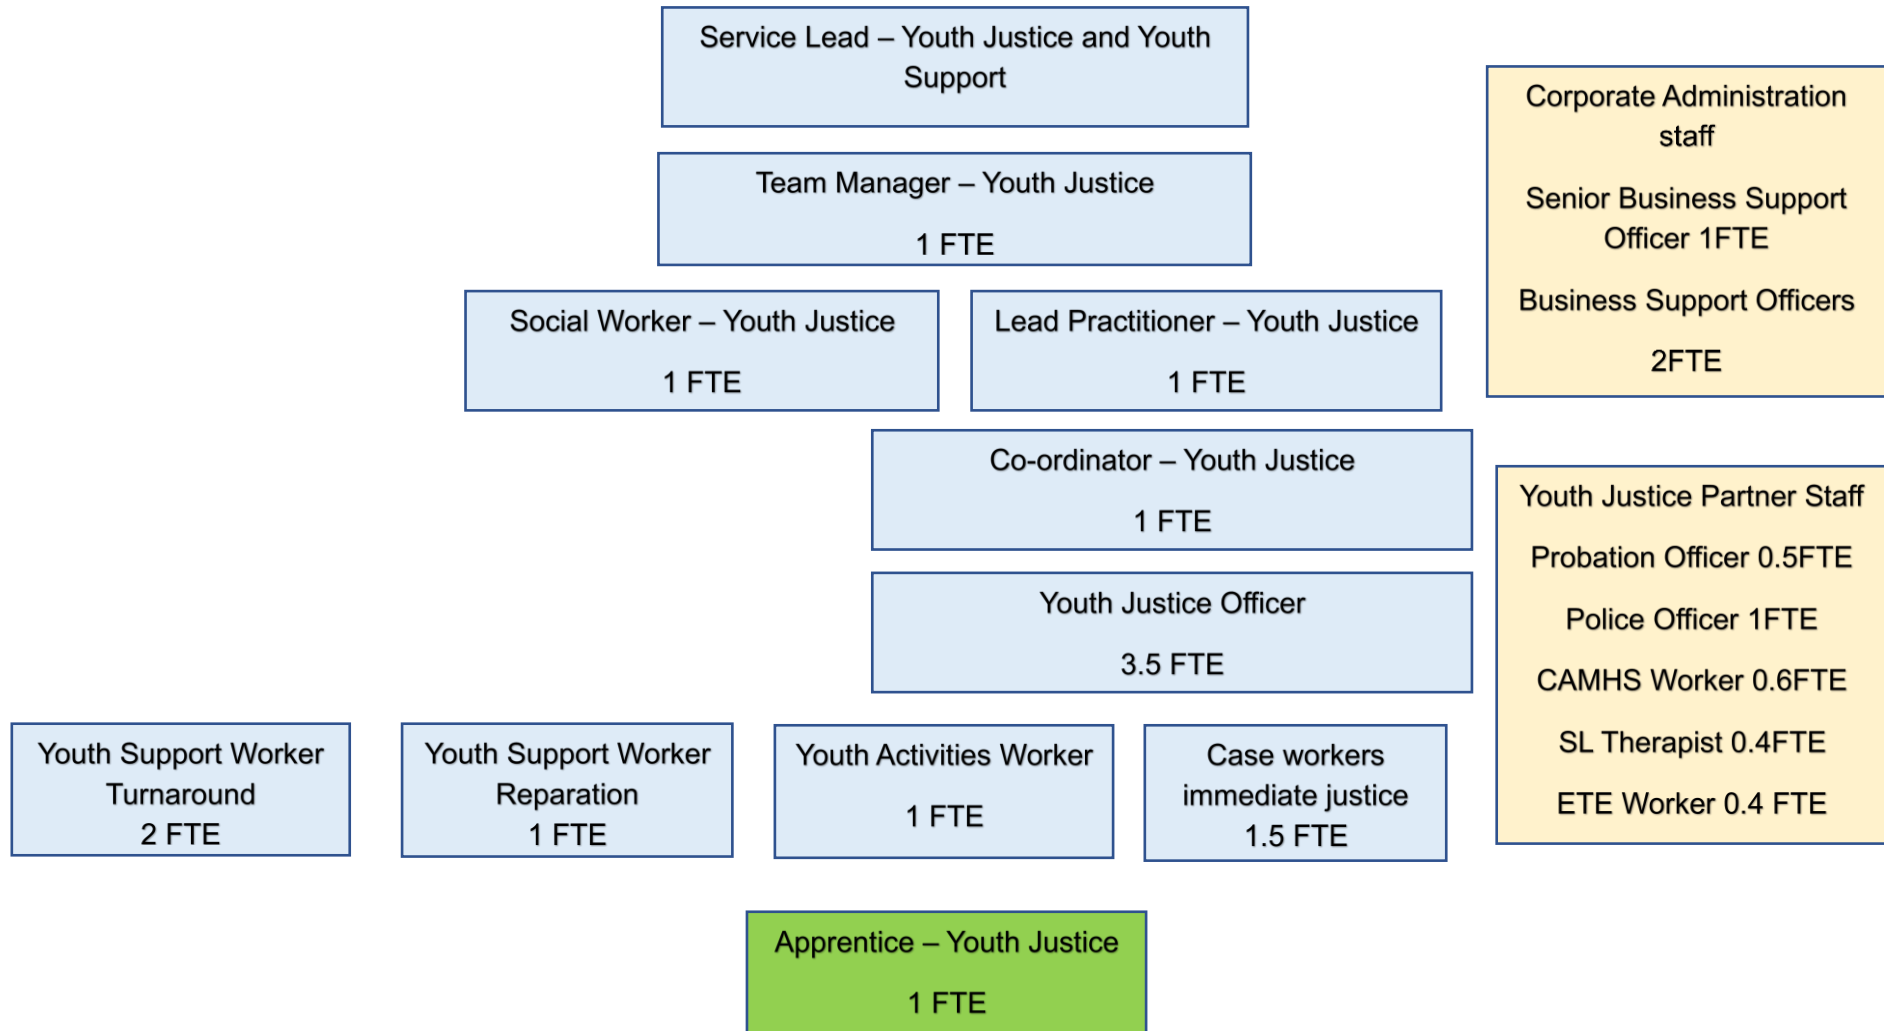 Service Lead – Youth Justice and Youth
Support
Team Manager – Youth Justice
1 FTE
Social Worker – Youth Justice
1 FTE
Lead Practitioner – Youth Justice
1 FTE
Co-ordinator – Youth Justice
1 FTE
Youth Justice Officer
3.5 FTE
Youth Support Worker
Turnaround
2 FTE
Youth Support Worker
Reparation
1 FTE
Youth Activities Worker
1 FTE
Case workers
immediate justice
1.5 FTE
Apprentice – Youth Justice
1 FTE
Corporate Administration
staff
Senior Business Support
Officer 1FTE
Business Support Officers
2FTE
Youth Justice Partner Staff
Probation Officer 0.5FTE
Police Officer 1FTE
CAMHS Worker 0.6FTE
SL Therapist 0.4FTE
ETE Worker 0.4 FTE